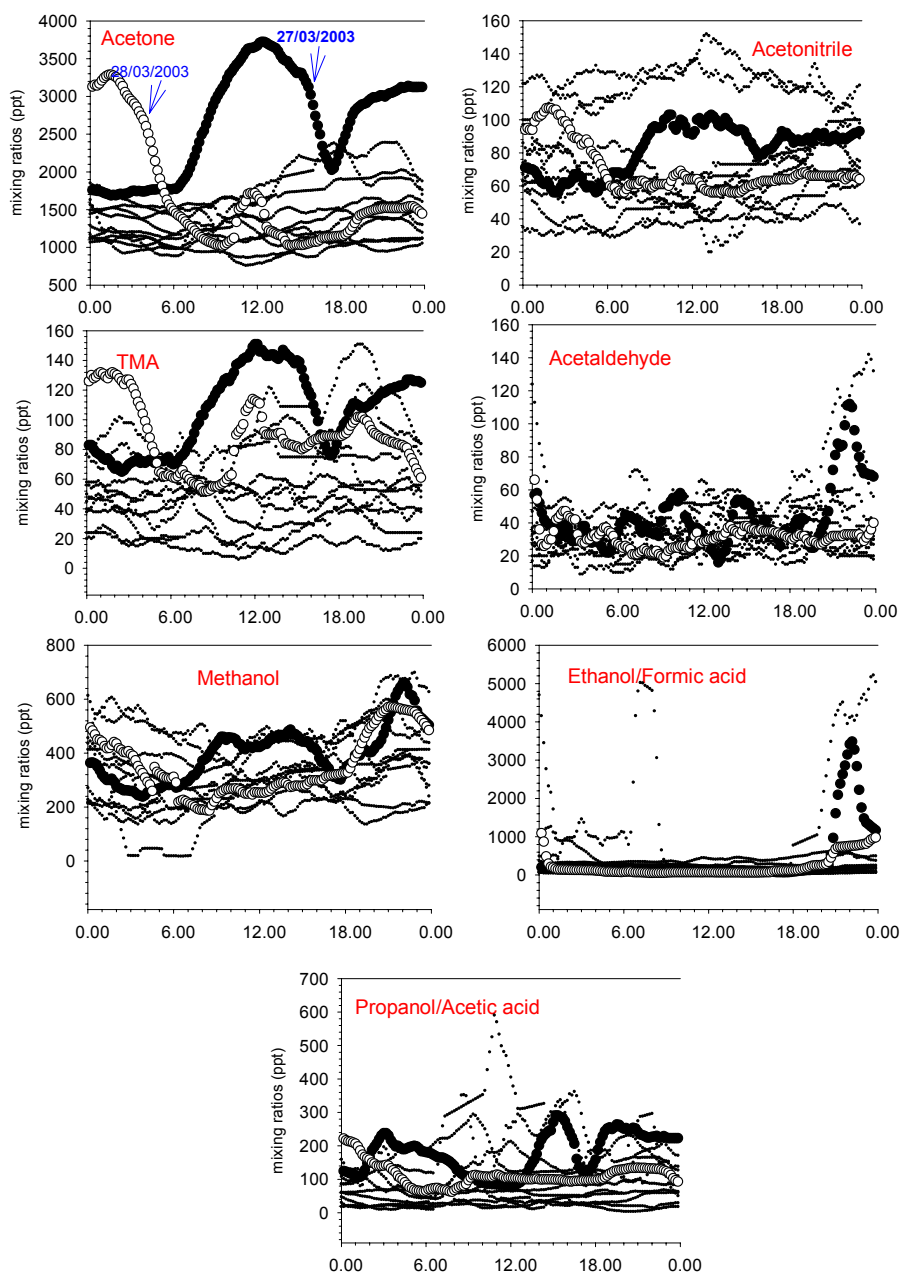 Acetone
27/03/2003
28/03/2003
mixing ratios (ppt)
4000
3500
3000
2500
2000
1500
1000
500
0.00 6.00 12.00 18.00 0.00
Acetonitrile
mixing ratios (ppt)
160
140
120
100
80
60
40
20
0
0.00 6.00 12.00 18.00 0.00
TMA
mixing ratios (ppt)
160
140
120
100
80
60
40
20
0
0.00 6.00 12.00 18.00 0.00
Acetaldehyde
mixing ratios (ppt)
160
140
120
100
80
60
40
20
0
0.00 6.00 12.00 18.00 0.00
Methanol
mixing ratios (ppt)
800
600
400
200
0
0.00 6.00 12.00 18.00 0.00
Ethanol/Formic acid
mixing ratios (ppt)
6000
5000
4000
3000
2000
1000
0
0.00 6.00 12.00 18.00 0.00
Propanol/Acetic acid
mixing ratios (ppt)
700
600
500
400
300
200
100
0
0.00 6.00 12.00 18.00 0.00